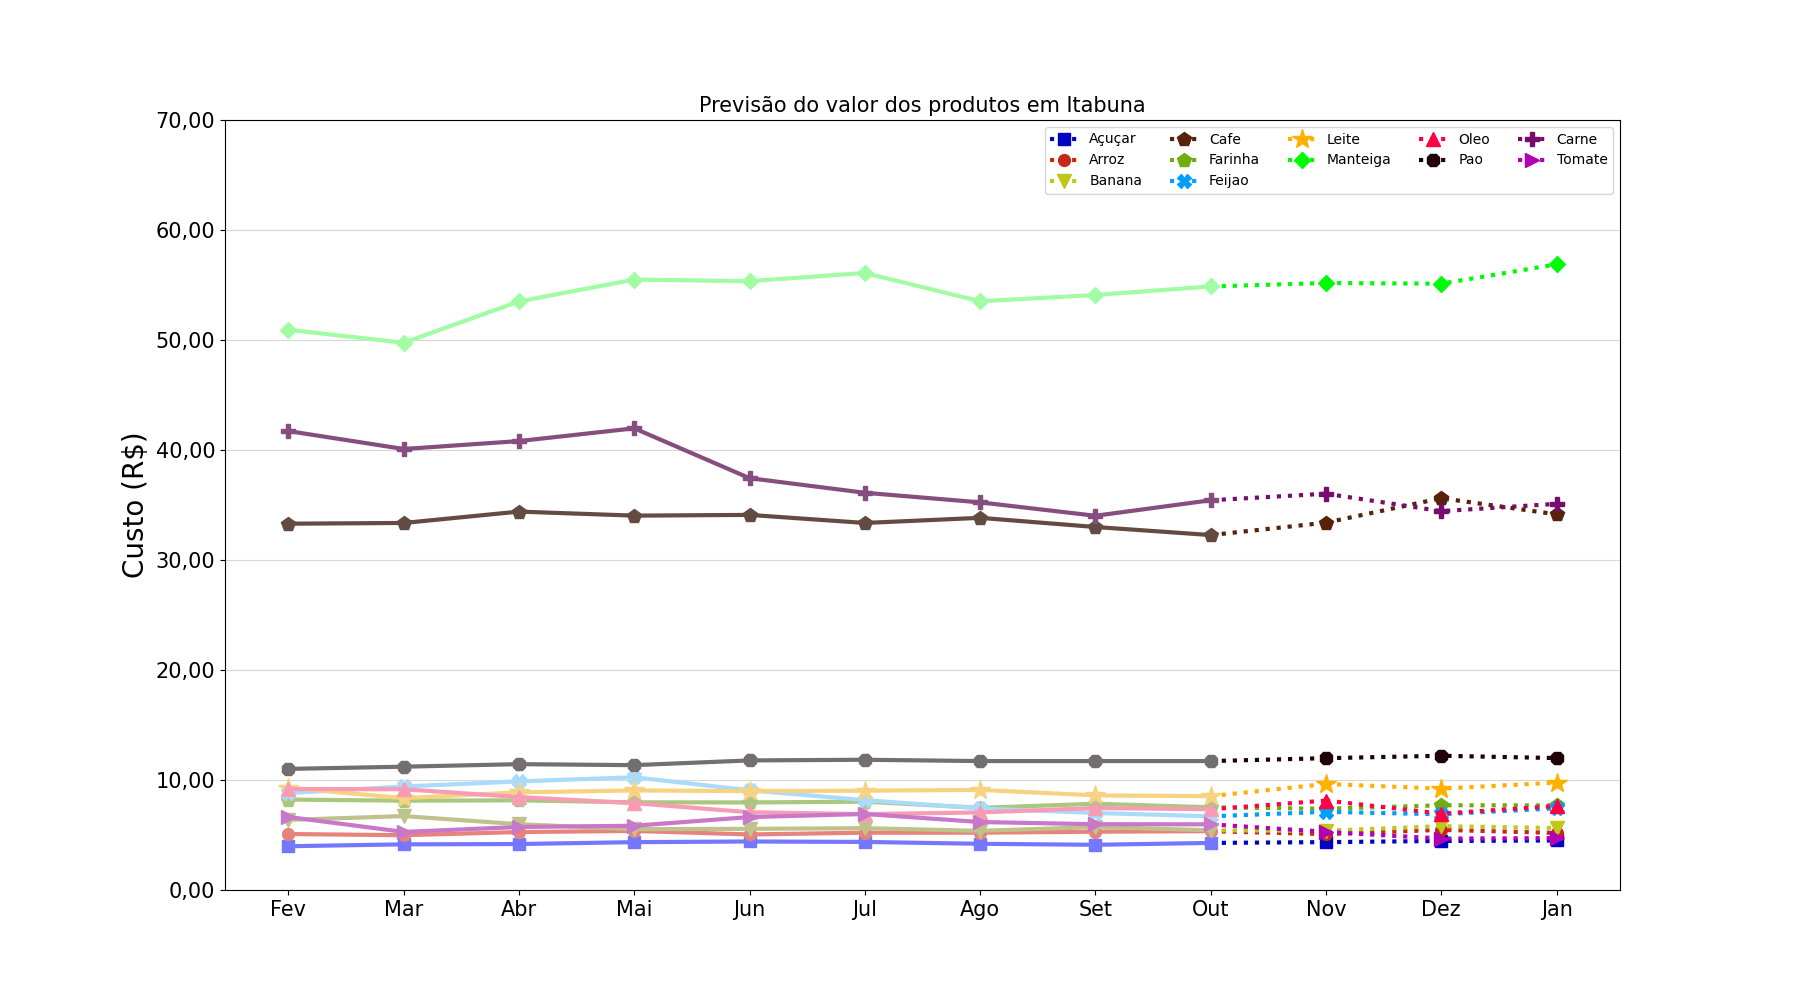 Previsão do valor dos produtos em Itabuna
70,00
60,00
50,00
40,00
30,00
20,00
10,00
0,00
Custo (R$)
Açuçar
Arroz
Banana
Cafe
Farinha
Feijao
Leite
Manteiga
Oleo
Pao
Carne
Tomate
Fev Mar Abr Mai Jun Jul Ago Set Out Nov Dez Jan